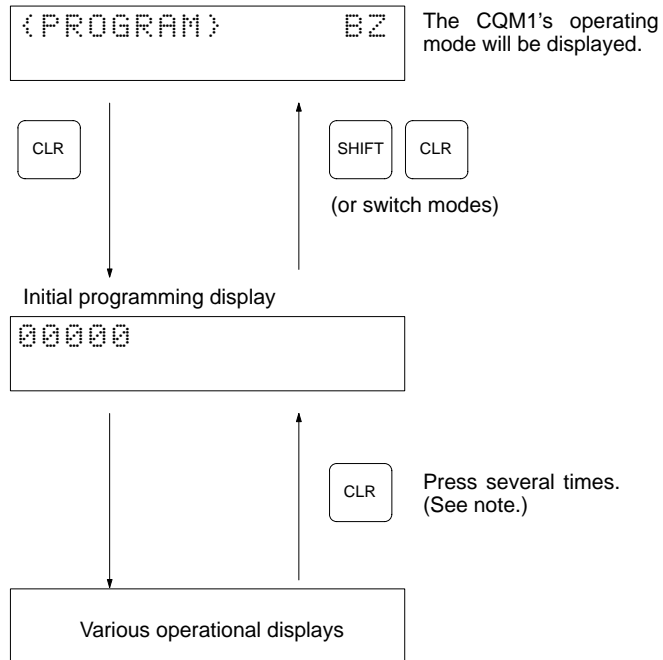 <PROGRAM> BZ
The CQM1's operating
mode will be displayed.
CLR
SHIFT CLR
(or switch modes)
Initial programming display
00000
CLR
Press several times.
(See note.)
Various operational displays